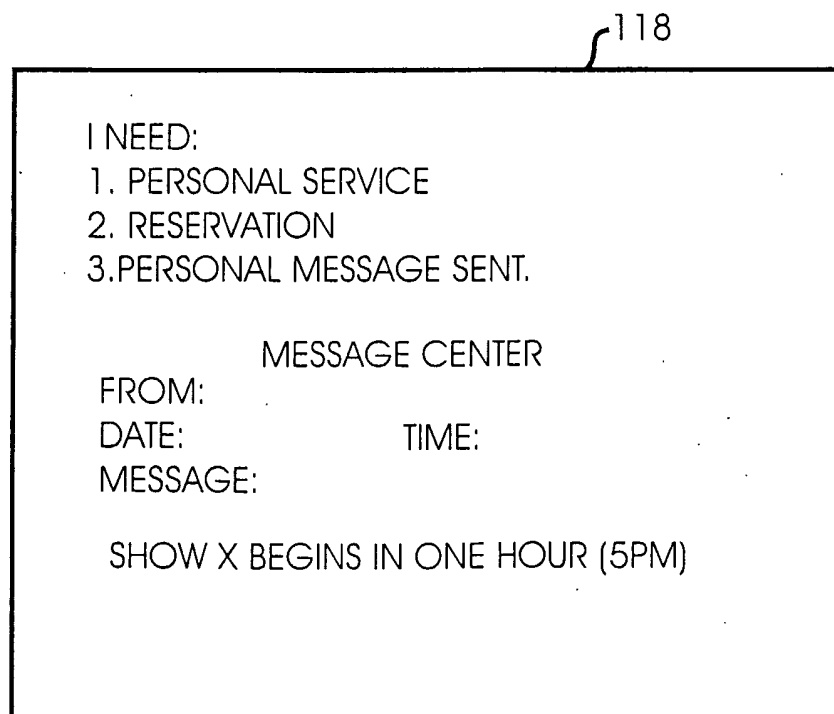 118
I NEED:
1. PERSONAL SERVICE
2. RESERVATION
3.PERSONAL MESSAGE SENT.
MESSAGE CENTER
FROM:
DATE: TIME:
MESSAGE:
SHOW X BEGINS IN ONE HOUR (5PM)